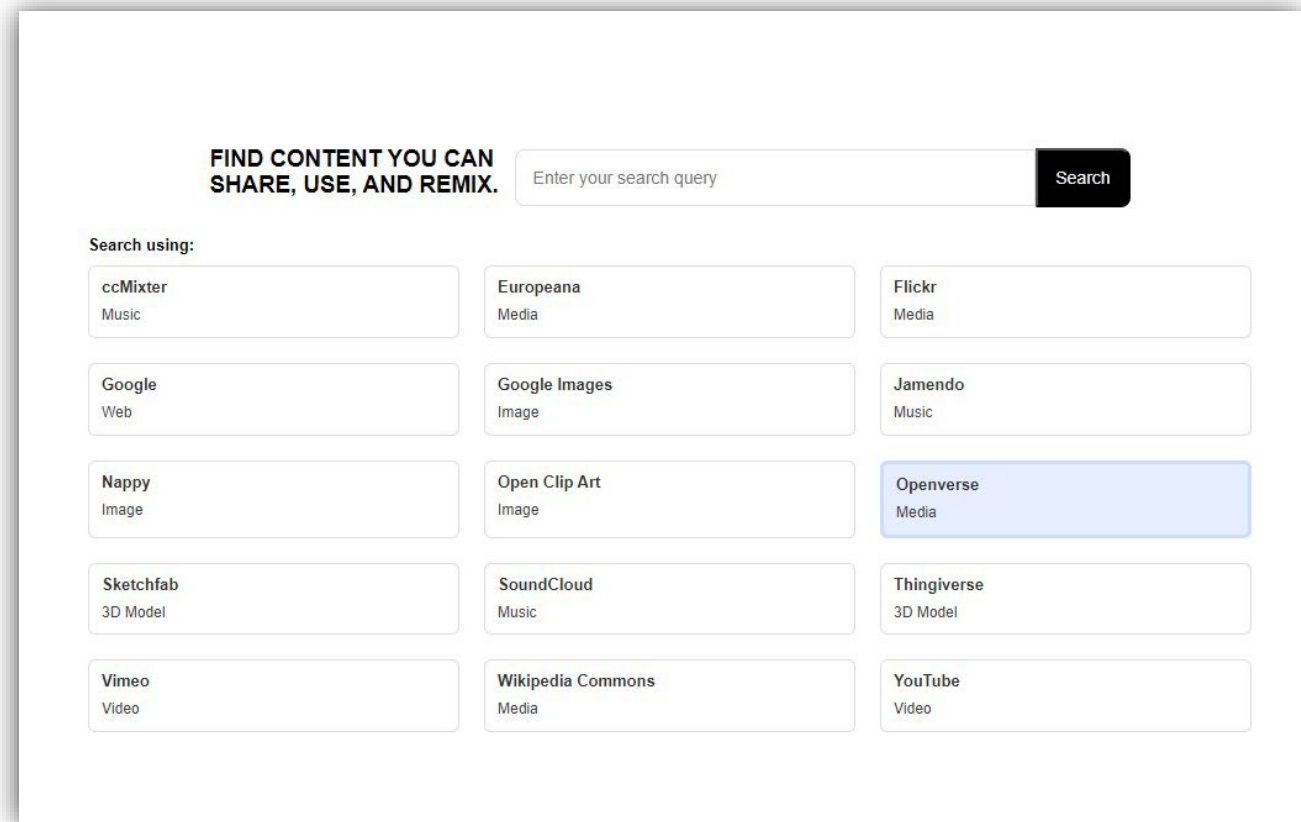 FIND CONTENT YOU CAN
SHARE, USE, AND REMIX.
Enter your search query
Search
Search using:
ccMixter
Music
Europeana
Media
Flickr
Media
Google
Web
Google Images
Image
Jamendo
Music
Nappy
Image
Open Clip Art
Image
Openverse
Media
Sketchfab
3D Model
SoundCloud
Music
Thingiverse
3D Model
Vimeo
Video
Wikipedia Commons
Media
YouTube
Video